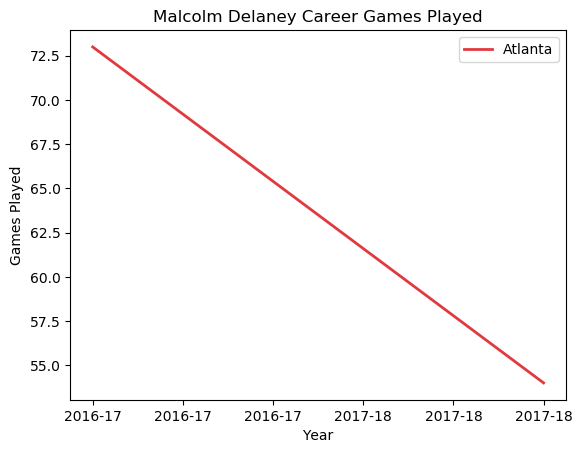 Malcolm Delaney Career Games Played
Atlanta
72.5
70.0
67.5
65.0
62.5
60.0
57.5
55.0
Games Played
2016-17 2016-17 2016-17 2017-18 2017-18 2017-18
Year